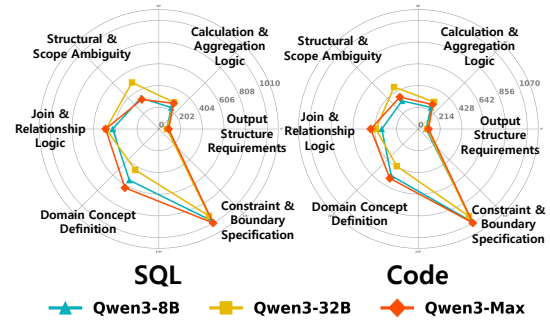 Structural &
Scope Ambiguity
Calculation &
Aggregation
Logic
Join &
Relationship
Logic
Output
Structure
Requirements
Domain Concept
Definition
Constraint &
Boundary
Specification
0
202
404
606
808
1010
SQL
Structural &
Scope Ambiguity
Calculation &
Aggregation
Logic
Join &
Relationship
Logic
Output
Structure
Requirements
Domain Concept
Definition
Constraint &
Boundary
Specification
0
214
428
642
856
1070
Code
Qwen3-8B
Qwen3-32B
Qwen3-Max